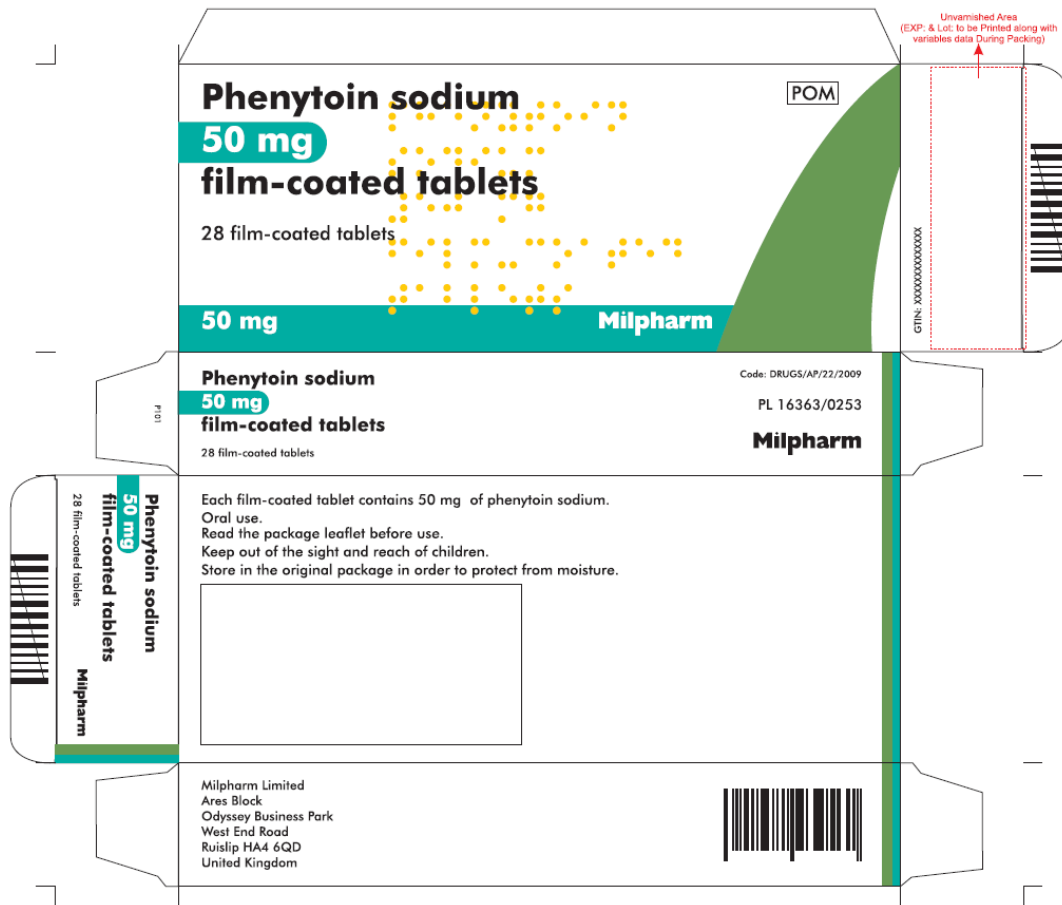 Unvarnished Area
(EXP: & Lot: to be Printed along with
variables data During Packing)
Phenytoin sodium
50 mg
film-coated tablets
28 film-coated tablets
POM
50 mg
Milpharm
GTIN: XXXXXXXXXXXXXX
P101
Phenytoin sodium
50 mg
film-coated tablets
28 film-coated tablets
Code: DRUGS/AP/22/2009
PL 16363/0253
Milpharm
Phenytoin sodium
50 mg
film-coated tablets
28 film-coated tablets
Milpharm
Each film-coated tablet contains 50 mg of phenytoin sodium.
Oral use.
Read the package leaflet before use.
Keep out of the sight and reach of children.
Store in the original package in order to protect from moisture.
Milpharm Limited
Ares Block
Odyssey Business Park
West End Road
Ruislip HA4 6QD
United Kingdom